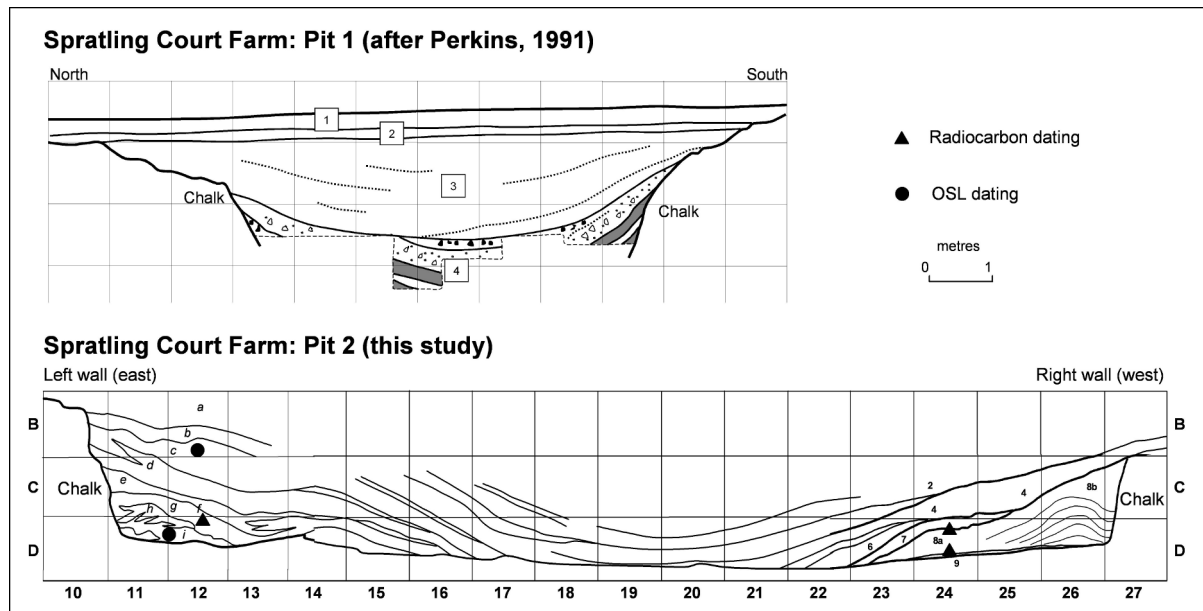 Spratling Court Farm: Pit 1 (after Perkins, 1991)
North
South
1
2
3
4
Chalk
Chalk
Radiocarbon dating
OSL dating
metres
0 1
Spratling Court Farm: Pit 2 (this study)
Left wall (east)
Right wall (west)
B
C
D
B
C
D
Chalk
Chalk
a
b
c
d
e
f
g
h
i
2
4
4
6
7
8a
8b
9
10 11 12 13 14 15 16 17 18 19 20 21 22 23 24 25 26 27